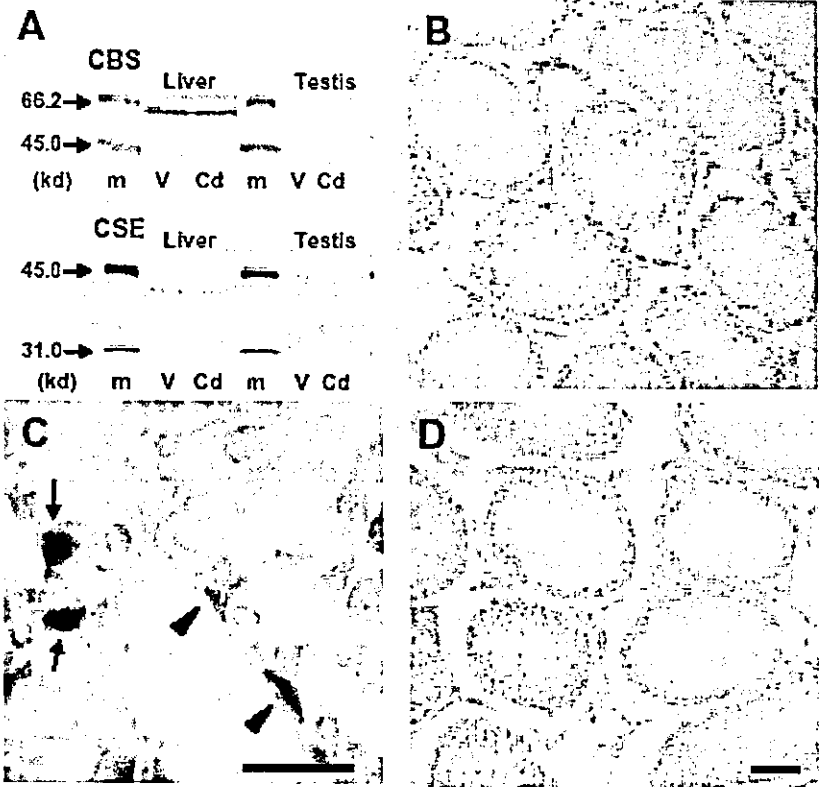 A
CBS
Liver Testis
66.2
45.0
(kd) m V Cd m V Cd
CSE
Liver Testis
45.0
31.0
(kd) m V Cd m V Cd
B
C
D